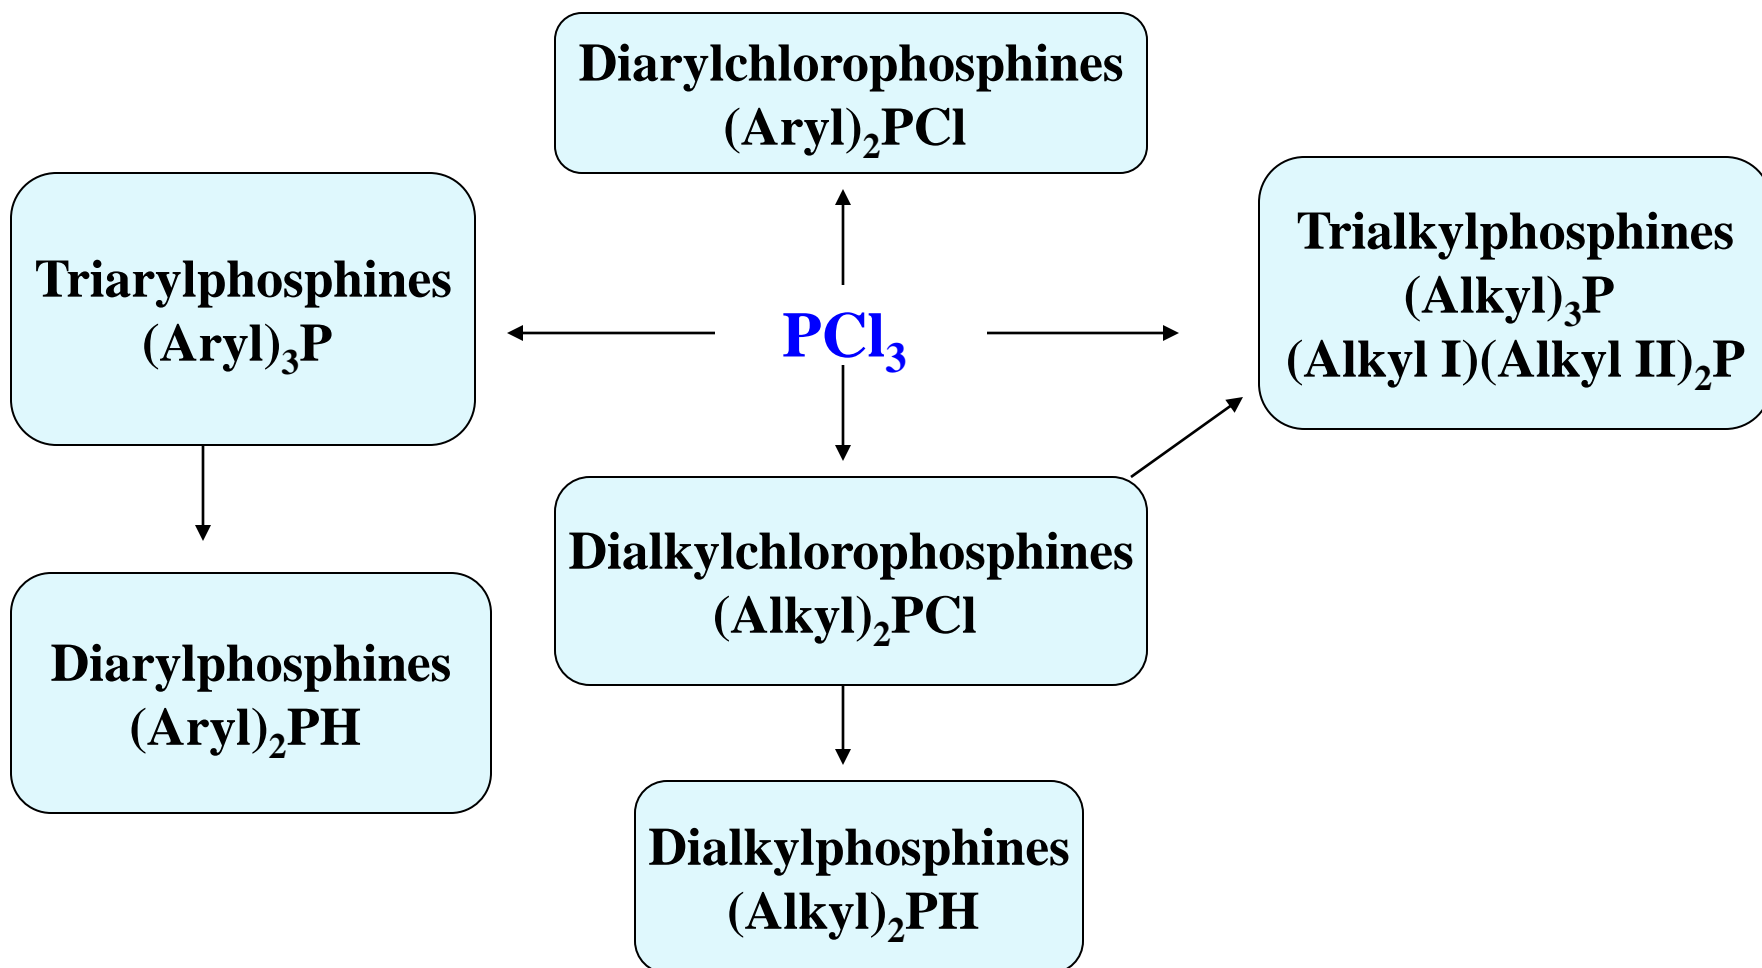 Diarylchlorophosphines
(Aryl)₂PCl
Triarylphosphines
(Aryl)₃P
PCl₃
Trialkylphosphines
(Alkyl)₃P
(Alkyl I)(Alkyl II)₂P
Dialkylchlorophosphines
(Alkyl)₂PCl
Diarylphosphines
(Aryl)₂PH
Dialkylphosphines
(Alkyl)₂PH